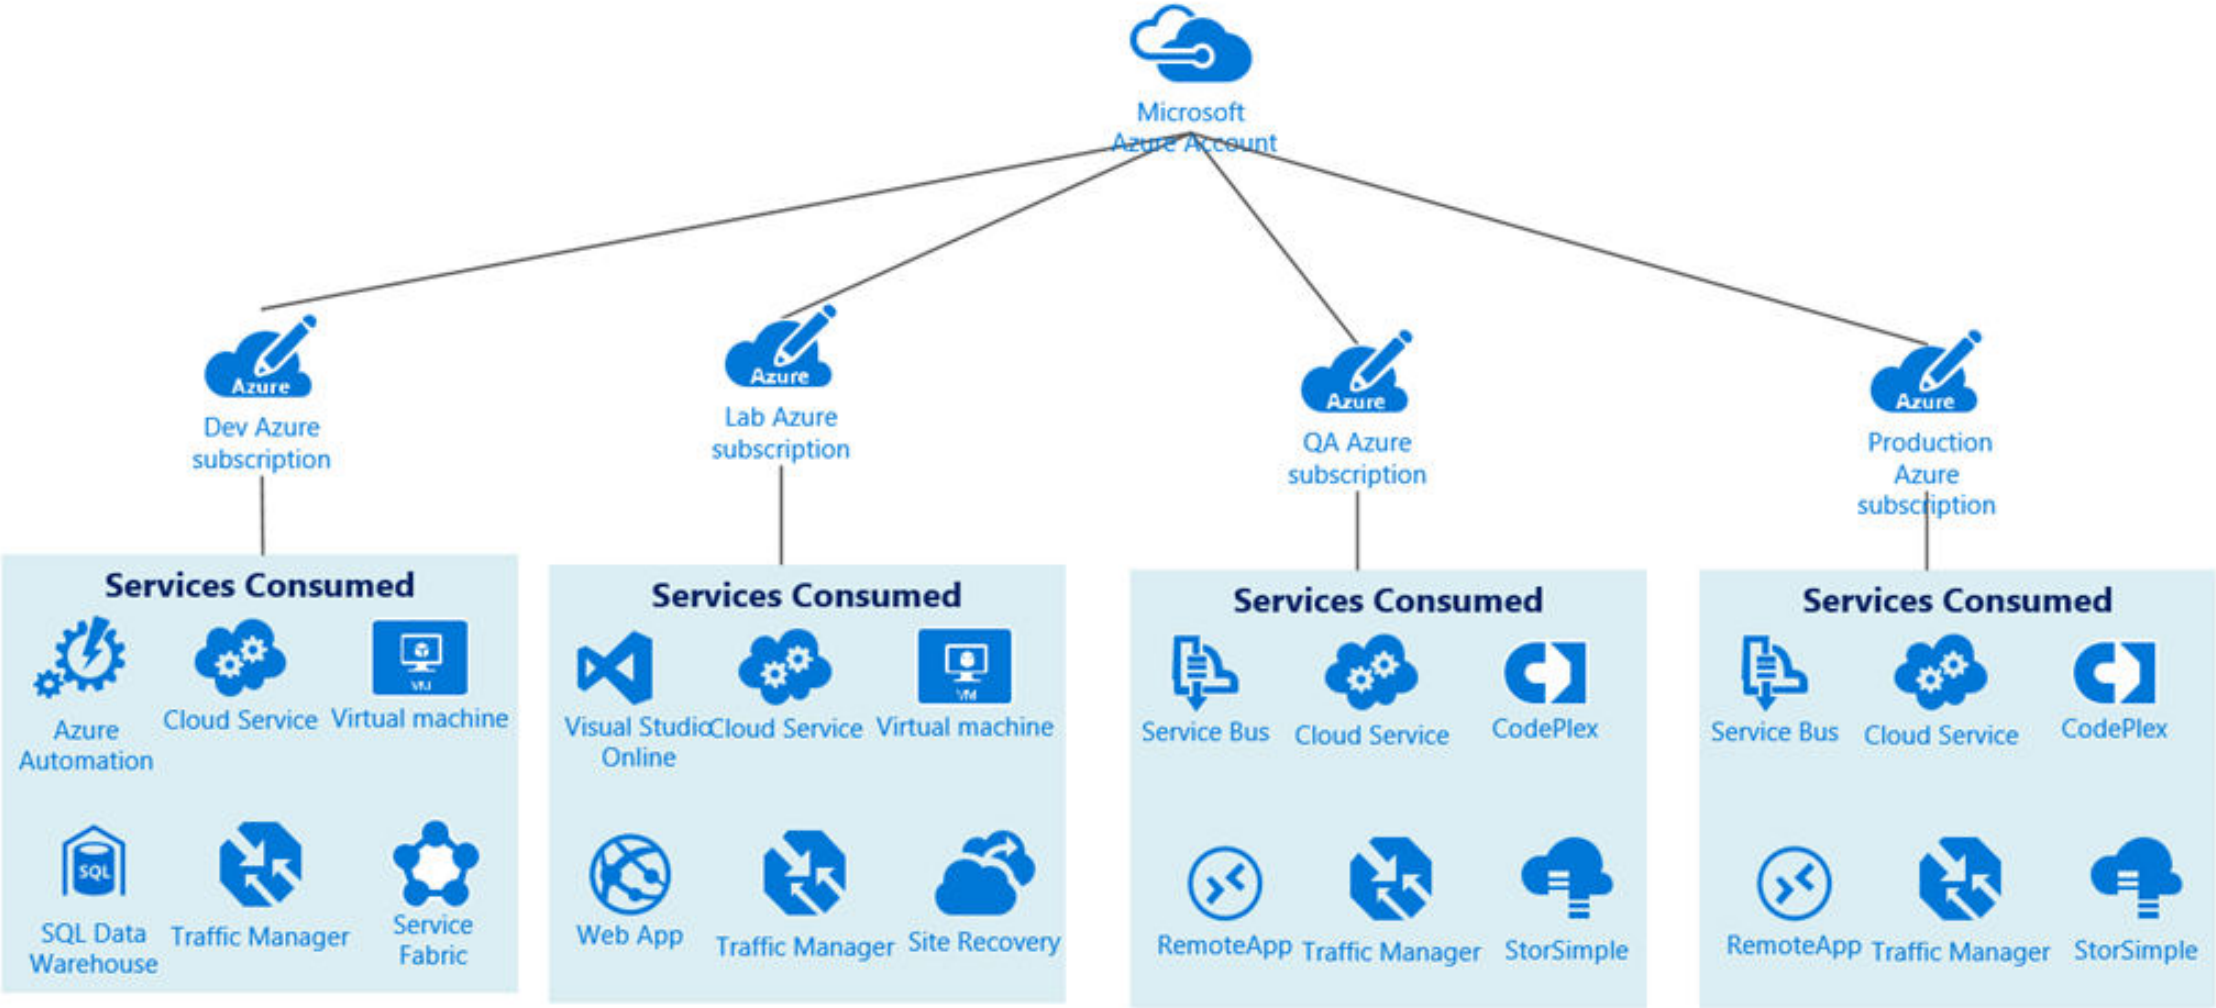 Microsoft
Azure Account
Azure
Dev Azure
subscription
Azure
Lab Azure
subscription
Azure
QA Azure
subscription
Azure
Production
Azure
subscription
Services Consumed
Azure
Automation
Cloud Service
VM
Virtual machine
SQL
SQL Data
Warehouse
Traffic Manager
Service
Fabric
Services Consumed
Visual Studio
Online
Cloud Service
VM
Virtual machine
Web App
Traffic Manager
Site Recovery
Services Consumed
Service Bus
Cloud Service
CodePlex
RemoteApp
Traffic Manager
StorSimple
Services Consumed
Service Bus
Cloud Service
CodePlex
RemoteApp
Traffic Manager
StorSimple